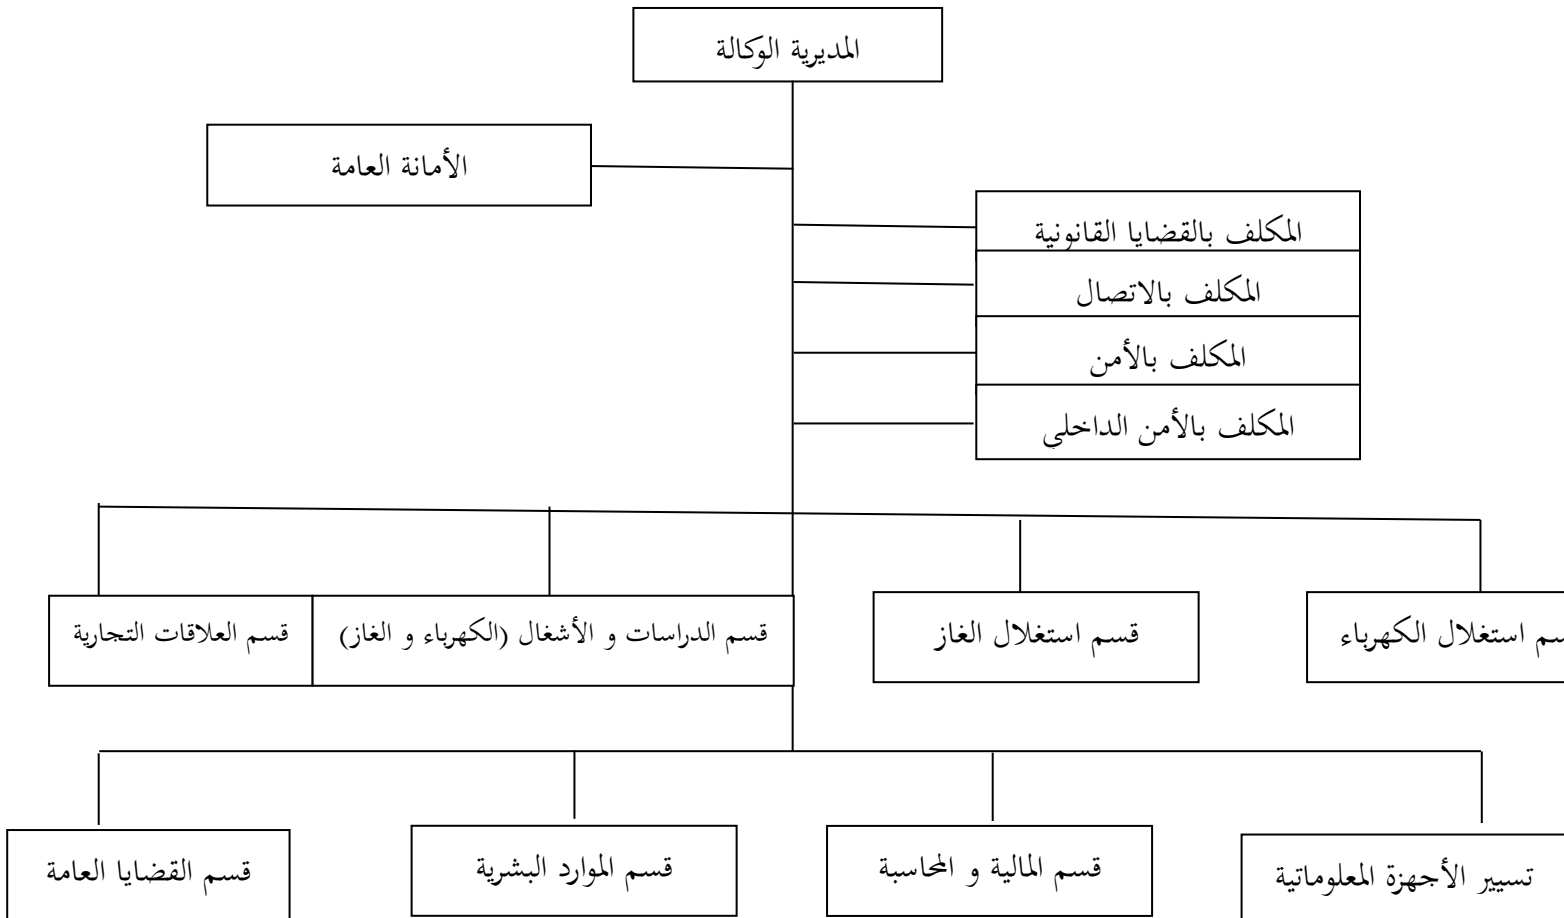 المديرية الوكالة
الأمانة العامة
المكلف بالقضايا القانونية
المكلف بالاتصال
المكلف بالأمن
المكلف بالأمن الداخلي
سم استغلال الكهرباء
قسم استغلال الغاز
قسم الدراسات و الأشغال (الكهرباء و الغاز)
قسم العلاقات التجارية
تسيير الأجهزة المعلوماتية
قسم المالية و المحاسبة
قسم الموارد البشرية
قسم القضايا العامة